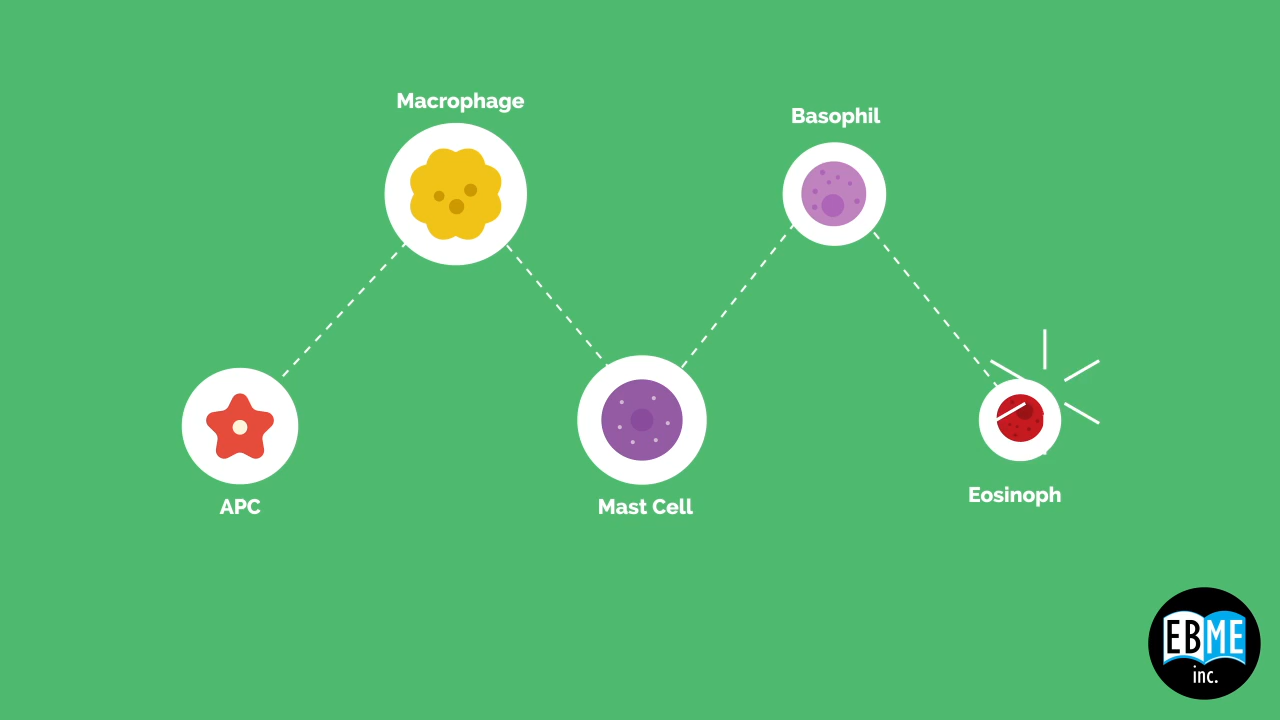 Macrophage
Basophil
APC
Mast Cell
Eosinoph
EBME
inc.